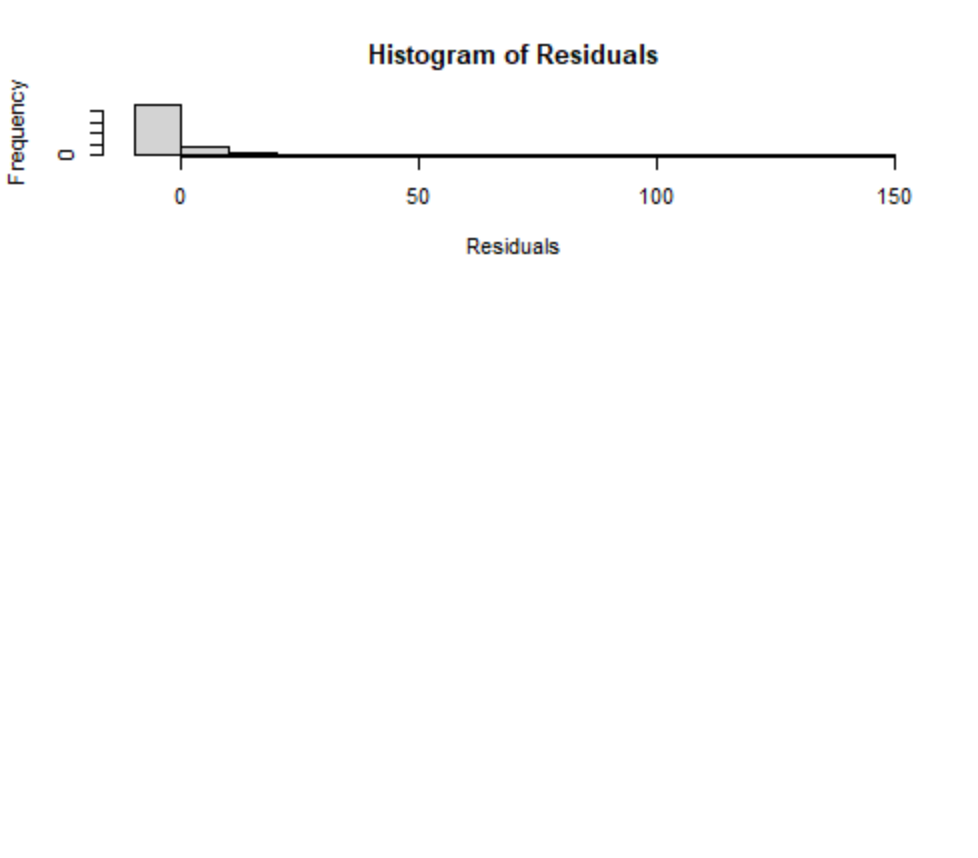 Histogram of Residuals
Frequency
0
0 50 100 150
Residuals